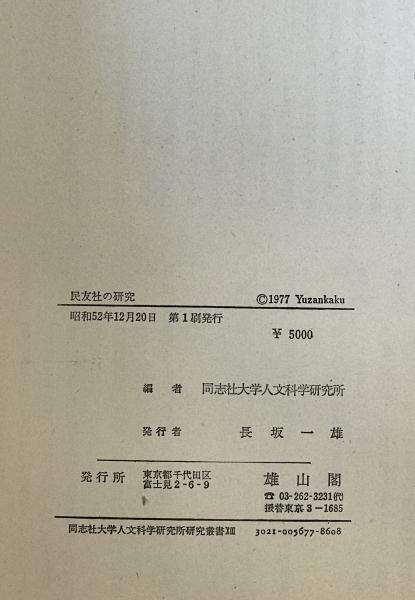 民友社の研究 ©1977 Yuzankaku
昭和52年12月20日 第1刷発行
¥ 5000
編者 同志社大学人文科学研究所
発行者 長坂一雄
発行所 東京都千代田区 雄山閣
富士見2-6-9
☎ 03-262-3231㈹
振替東京3-1685
同志社大学人文科学研究所研究叢書XIII 3021-005677-8608